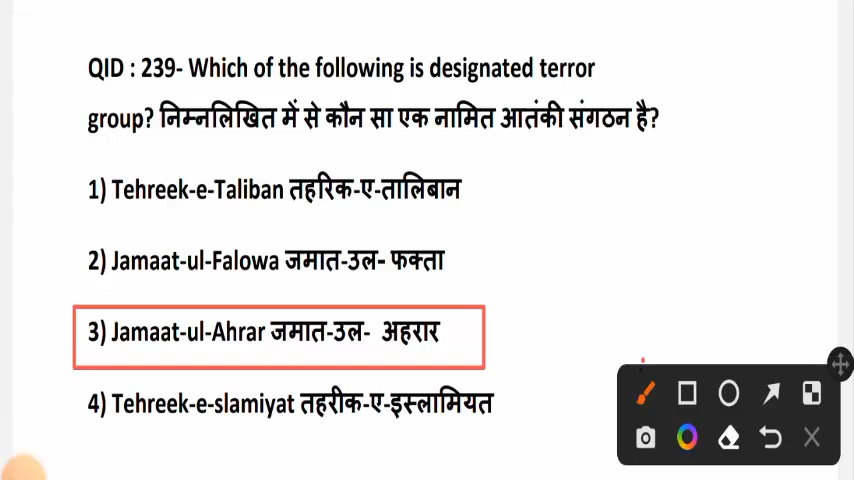 QID : 239- Which of the following is designated terror
group? निम्नलिखित में से कौन सा एक नामित आतंकी संगठन है?
1) Tehreek-e-Taliban तहरिक-ए-तालिबान
2) Jamaat-ul-Falowa जमात-उल- फक्ता
3) Jamaat-ul-Ahrar जमात-उल- अहरार
4) Tehreek-e-slamiyat तहरीक-ए-इस्लामियत